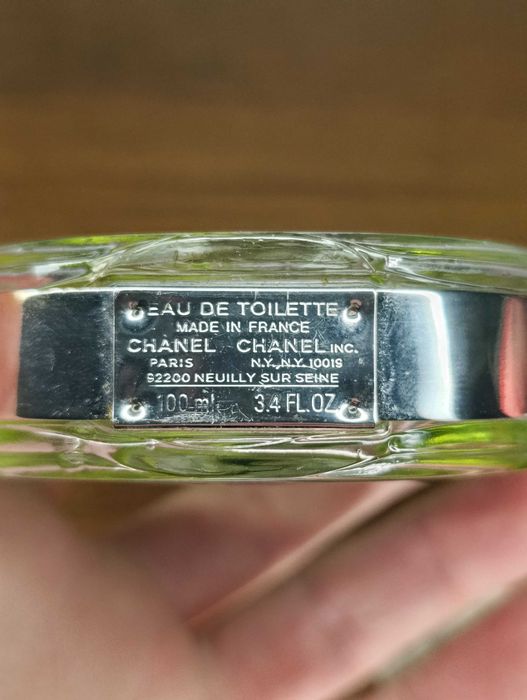 EAU DE TOILETTE
MADE IN FRANCE
CHANEL CHANEL INC.
PARIS N.Y., N.Y. 10019
92200 NEUILLY SUR SEINE
100 ml 3.4 FL.OZ.